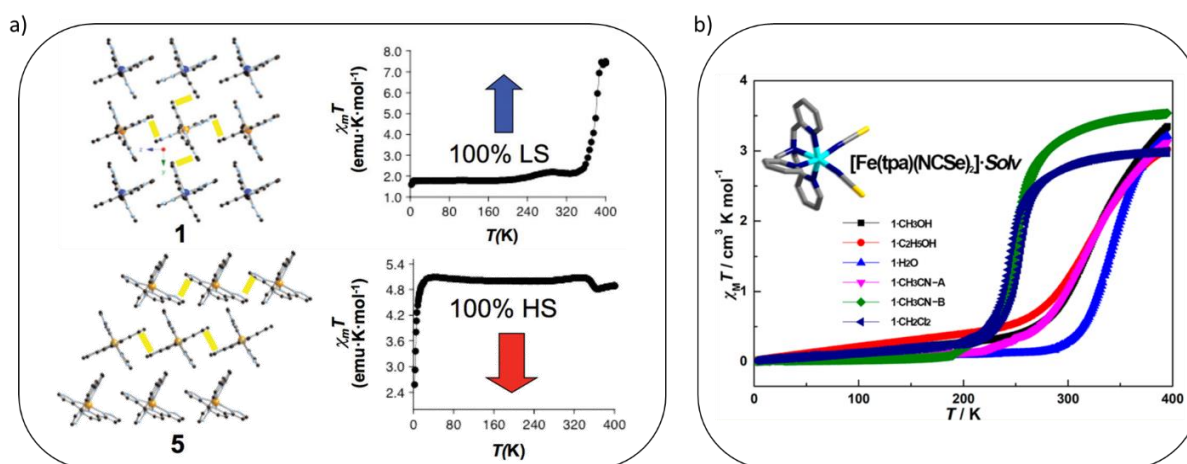 a)
1
8.0
7.0
6.0
5.0
4.0
3.0
2.0
1.0
χmT
(emu·K·mol-1)
100% LS
0 80 160 240 320 400
T(K)
5
5.4
4.8
4.2
3.6
3.0
2.4
χmT
(emu·K·mol-1)
100% HS
0 80 400
T(K)
b)
4
3
2
1
0
χMT / cm3 K mol-1
[Fe(tpa)(NCSe)2]·Solv
1·CH3OH
1·C2H5OH
1·H2O
1·CH3CN-A
1·CH3CN-B
1·CH2Cl2
0 100 200 300 400
T / K